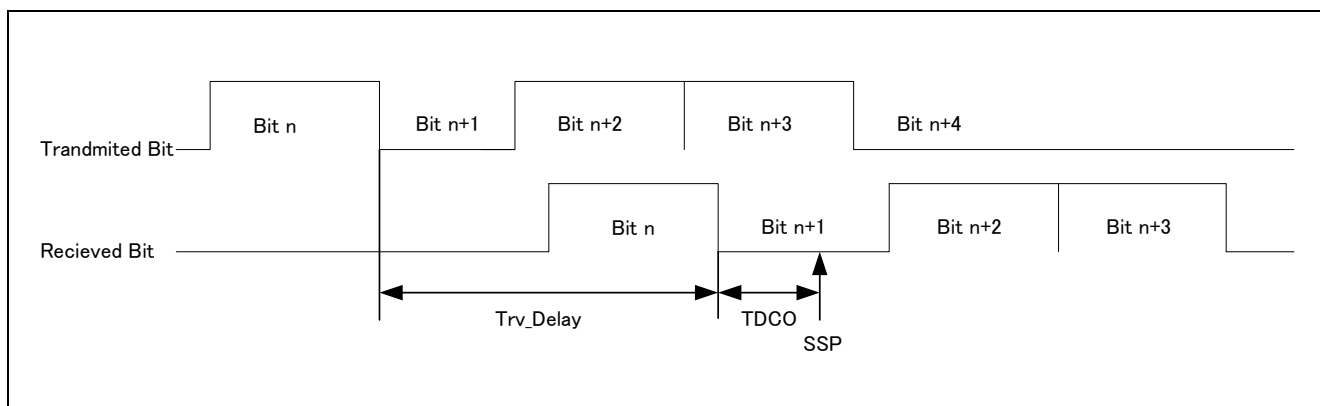 Bit n
Bit n+1
Bit n+2
Bit n+3
Bit n+4
Trandmited Bit
Bit n
Bit n+1
Bit n+2
Bit n+3
Recieved Bit
Trv_Delay
TDCO
SSP